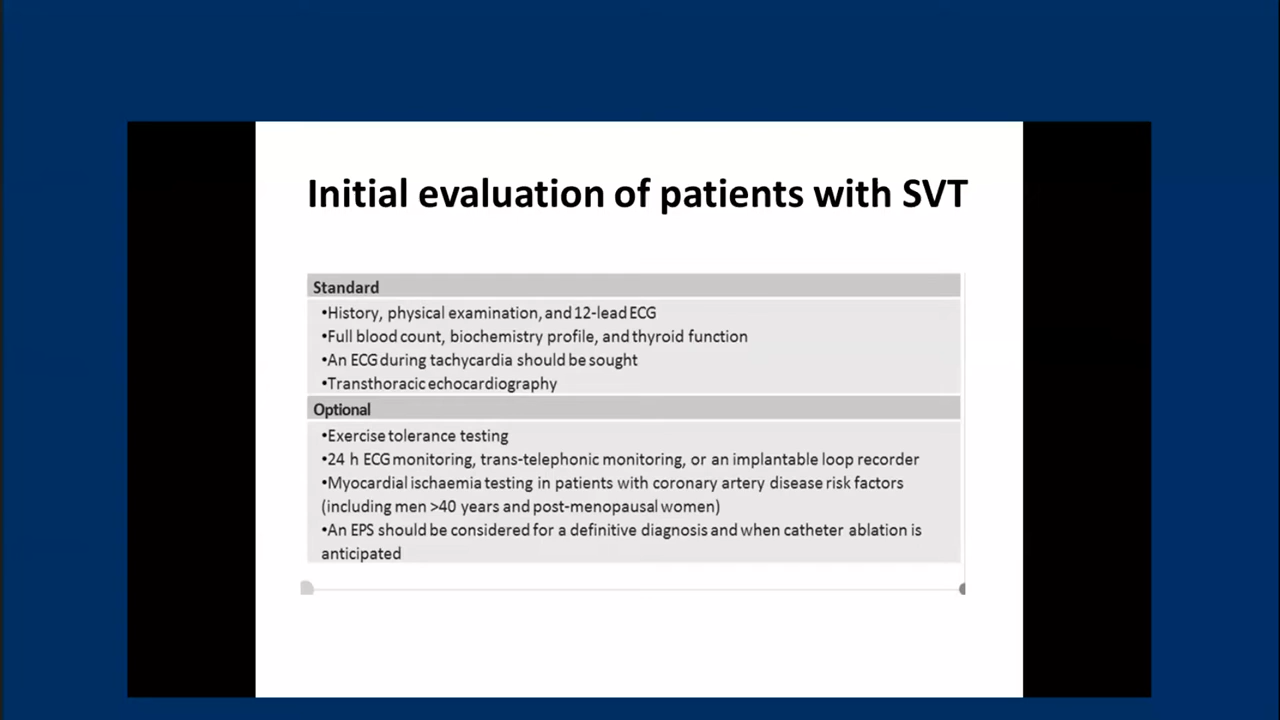 Initial evaluation of patients with SVT
Standard
•History, physical examination, and 12-lead ECG
•Full blood count, biochemistry profile, and thyroid function
•An ECG during tachycardia should be sought
•Transthoracic echocardiography
Optional
•Exercise tolerance testing
•24 h ECG monitoring, trans-telephonic monitoring, or an implantable loop recorder
•Myocardial ischaemia testing in patients with coronary artery disease risk factors
(including men >40 years and post-menopausal women)
•An EPS should be considered for a definitive diagnosis and when catheter ablation is
anticipated